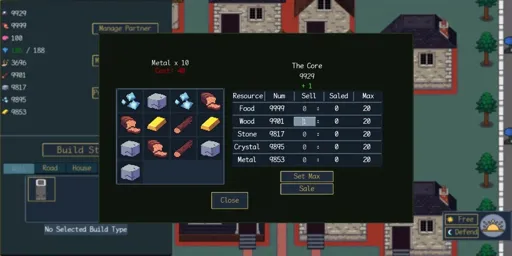 9929
9999
100
/ 188
3696
9901
9817
9895
9853
Manage Partner
Build St
Road
House
No Selected Build Type
Metal x 10
Cost: 40
Close
The Core
9929
+ 1
Resource Num Sell Saled Max
Food 9999 0 : 0 20
Wood 9901 : 0 20
Stone 9817 0 : 0 20
Crystal 9895 0 : 0 20
Metal 9853 0 : 0 20
Set Max
Sale
Free
Defend